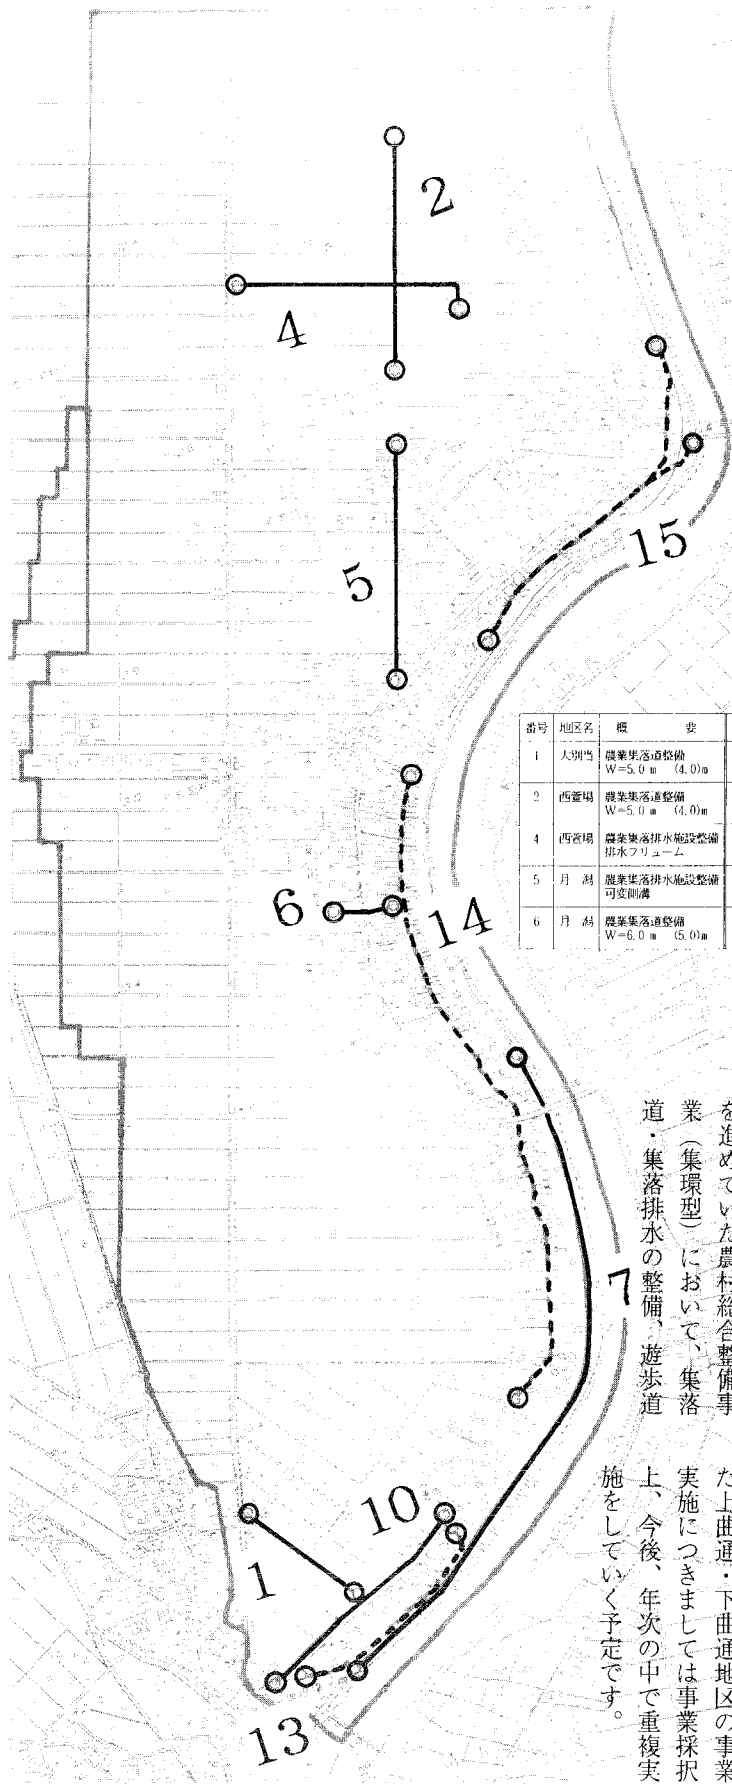 2
4
15
5
番号 地区名 概 要
1 大別当 農業集落道整備
W=5.0m (4.0)m
2 西萱場 農業集落道整備
W=5.0m (4.0)m
4 西萱場 農業集落排水施設整備
排水フリューム
5 月潟 農業集落排水施設整備
可変側溝
6 月潟 農業集落道整備
W=6.0m (5.0)m
6
14
7
10
1
13
を進めていた農村総合整備事
業（集環型）において、集落
道・集落排水の整備、遊歩道
た上曲通・下曲通地区の事業
実施につきましては事業採択
上、今後、年次の中で重複実
施をしていく予定です。